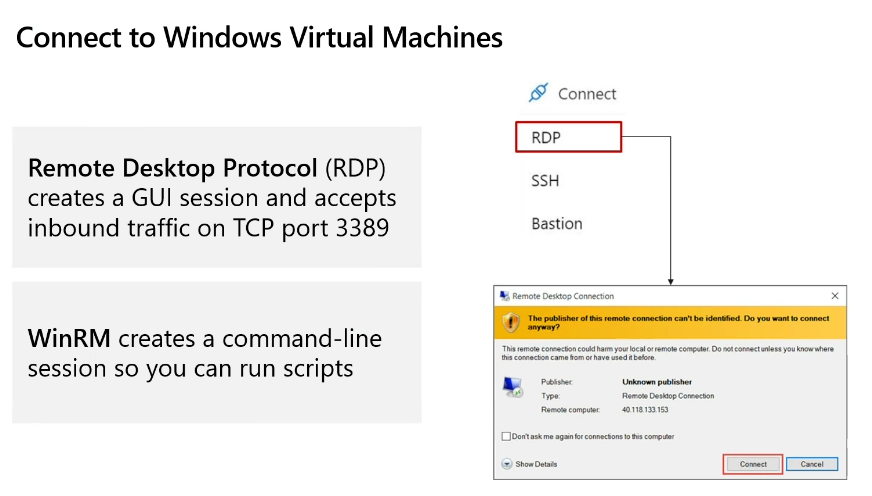 Connect to Windows Virtual Machines
Remote Desktop Protocol (RDP)
creates a GUI session and accepts
inbound traffic on TCP port 3389
WinRM creates a command-line
session so you can run scripts
Connect
RDP
SSH
Bastion
Remote Desktop Connection
The publisher of this remote connection can't be identified. Do you want to connect
anyway?
This remote connection could harm your local or remote computer. Do not connect unless you know where
this connection came from or have used it before.
Publisher: Unknown publisher
Type: Remote Desktop Connection
Remote computer: 40.118.133.153
Don't ask me again for connections to this computer
Show Details
Connect
Cancel